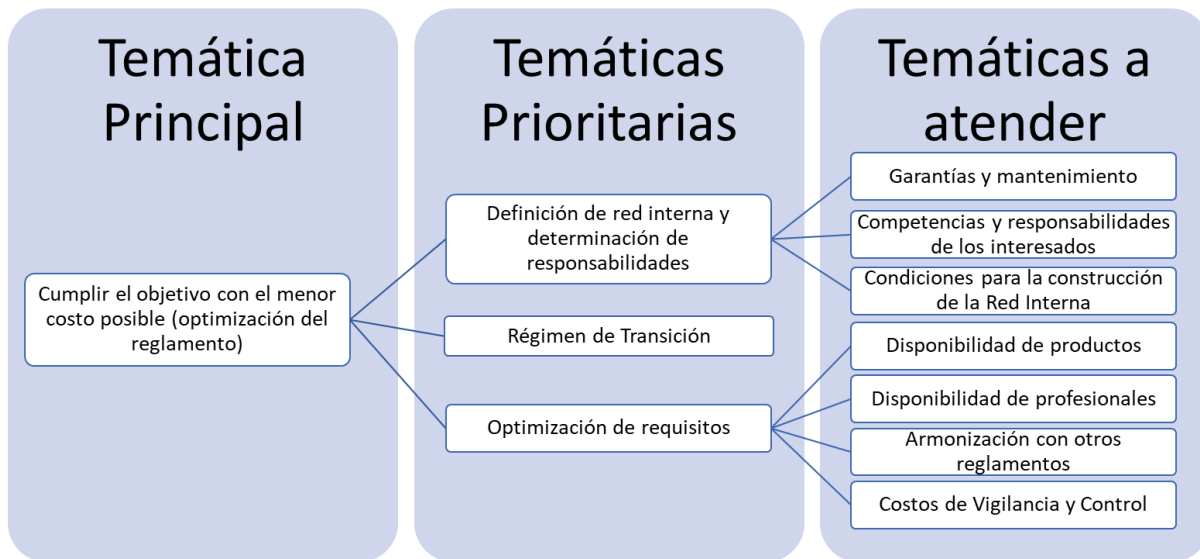 Temática
Principal
Cumplir el objetivo con el menor
costo posible (optimización del
reglamento)
Temáticas
Prioritarias
Definición de red interna y
determinación de
responsabilidades
Régimen de Transición
Optimización de requisitos
Temáticas a
atender
Garantías y mantenimiento
Competencias y responsabilidades
de los interesados
Condiciones para la construcción
de la Red Interna
Disponibilidad de productos
Disponibilidad de profesionales
Armonización con otros
reglamentos
Costos de Vigilancia y Control